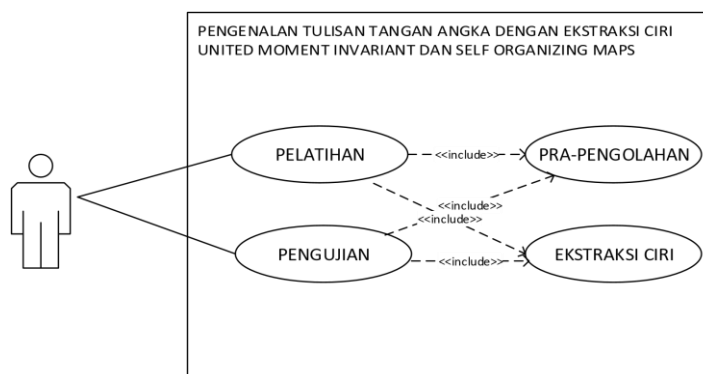 PENGENALAN TULISAN TANGAN ANGKA DENGAN EKSTRAKSI CIRI
UNITED MOMENT INVARIANT DAN SELF ORGANIZING MAPS
PELATIHAN
<<include>>
PRA-PENGOLAHAN
<<include>>
<<include>>
PENGUJIAN
<<include>>
EKSTRAKSI CIRI